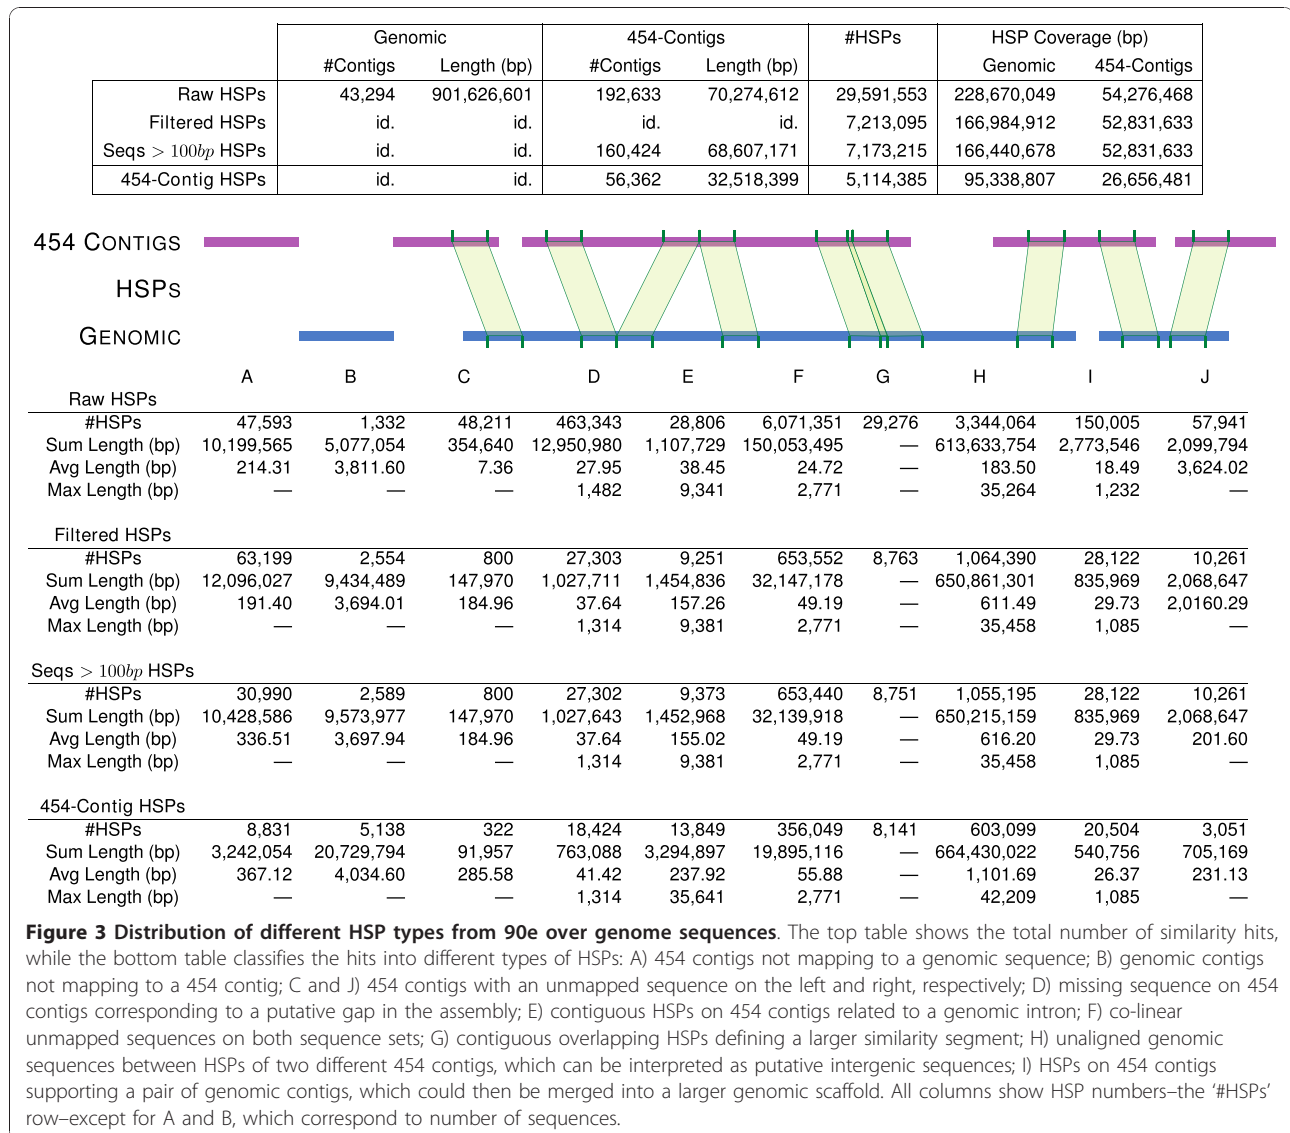 Genomic 454-Contigs #HSPs HSP Coverage (bp)
#Contigs Length (bp) #Contigs Length (bp) Genomic 454-Contigs
Raw HSPs 43,294 901,626,601 192,633 70,274,612 29,591,553 228,670,049 54,276,468
Filtered HSPs id. id. id. id. 7,213,095 166,984,912 52,831,633
Seqs > 100bp HSPs id. id. 160,424 68,607,171 7,173,215 166,440,678 52,831,633
454-Contig HSPs id. id. 56,362 32,518,399 5,114,385 95,338,807 26,656,481
454 CONTIGS
HSPS
GENOMIC
A B C D E F G H I J
Raw HSPs
#HSPs 47,593 1,332 48,211 463,343 28,806 6,071,351 29,276 3,344,064 150,005 57,941
Sum Length (bp) 10,199,565 5,077,054 354,640 12,950,980 1,107,729 150,053,495 — 613,633,754 2,773,546 2,099,794
Avg Length (bp) 214.31 3,811.60 7.36 27.95 38.45 24.72 — 183.50 18.49 3,624.02
Max Length (bp) — — — 1,482 9,341 2,771 — 35,264 1,232 —
Filtered HSPs
#HSPs 63,199 2,554 800 27,303 9,251 653,552 8,763 1,064,390 28,122 10,261
Sum Length (bp) 12,096,027 9,434,489 147,970 1,027,711 1,454,836 32,147,178 — 650,861,301 835,969 2,068,647
Avg Length (bp) 191.40 3,694.01 184.96 37.64 157.26 49.19 — 611.49 29.73 2,0160.29
Max Length (bp) — — — 1,314 9,381 2,771 — 35,458 1,085 —
Seqs > 100bp HSPs
#HSPs 30,990 2,589 800 27,302 9,373 653,440 8,751 1,055,195 28,122 10,261
Sum Length (bp) 10,428,586 9,573,977 147,970 1,027,643 1,452,968 32,139,918 — 650,215,159 835,969 2,068,647
Avg Length (bp) 336.51 3,697.94 184.96 37.64 155.02 49.19 — 616.20 29.73 201.60
Max Length (bp) — — — 1,314 9,381 2,771 — 35,458 1,085 —
454-Contig HSPs
#HSPs 8,831 5,138 322 18,424 13,849 356,049 8,141 603,099 20,504 3,051
Sum Length (bp) 3,242,054 20,729,794 91,957 763,088 3,294,897 19,895,116 — 664,430,022 540,756 705,169
Avg Length (bp) 367.12 4,034.60 285.58 41.42 237.92 55.88 — 1,101.69 26.37 231.13
Max Length (bp) — — — 1,314 35,641 2,771 — 42,209 1,085 —
Figure 3 Distribution of different HSP types from 90e over genome sequences. The top table shows the total number of similarity hits,
while the bottom table classifies the hits into different types of HSPs: A) 454 contigs not mapping to a genomic sequence; B) genomic contigs
not mapping to a 454 contig; C and J) 454 contigs with an unmapped sequence on the left and right, respectively; D) missing sequence on 454
contigs corresponding to a putative gap in the assembly; E) contiguous HSPs on 454 contigs related to a genomic intron; F) co-linear
unmapped sequences on both sequence sets; G) contiguous overlapping HSPs defining a larger similarity segment; H) unaligned genomic
sequences between HSPs of two different 454 contigs, which can be interpreted as putative intergenic sequences; I) HSPs on 454 contigs
supporting a pair of genomic contigs, which could then be merged into a larger genomic scaffold. All columns show HSP numbers–the ‘#HSPs’
row–except for A and B, which correspond to number of sequences.